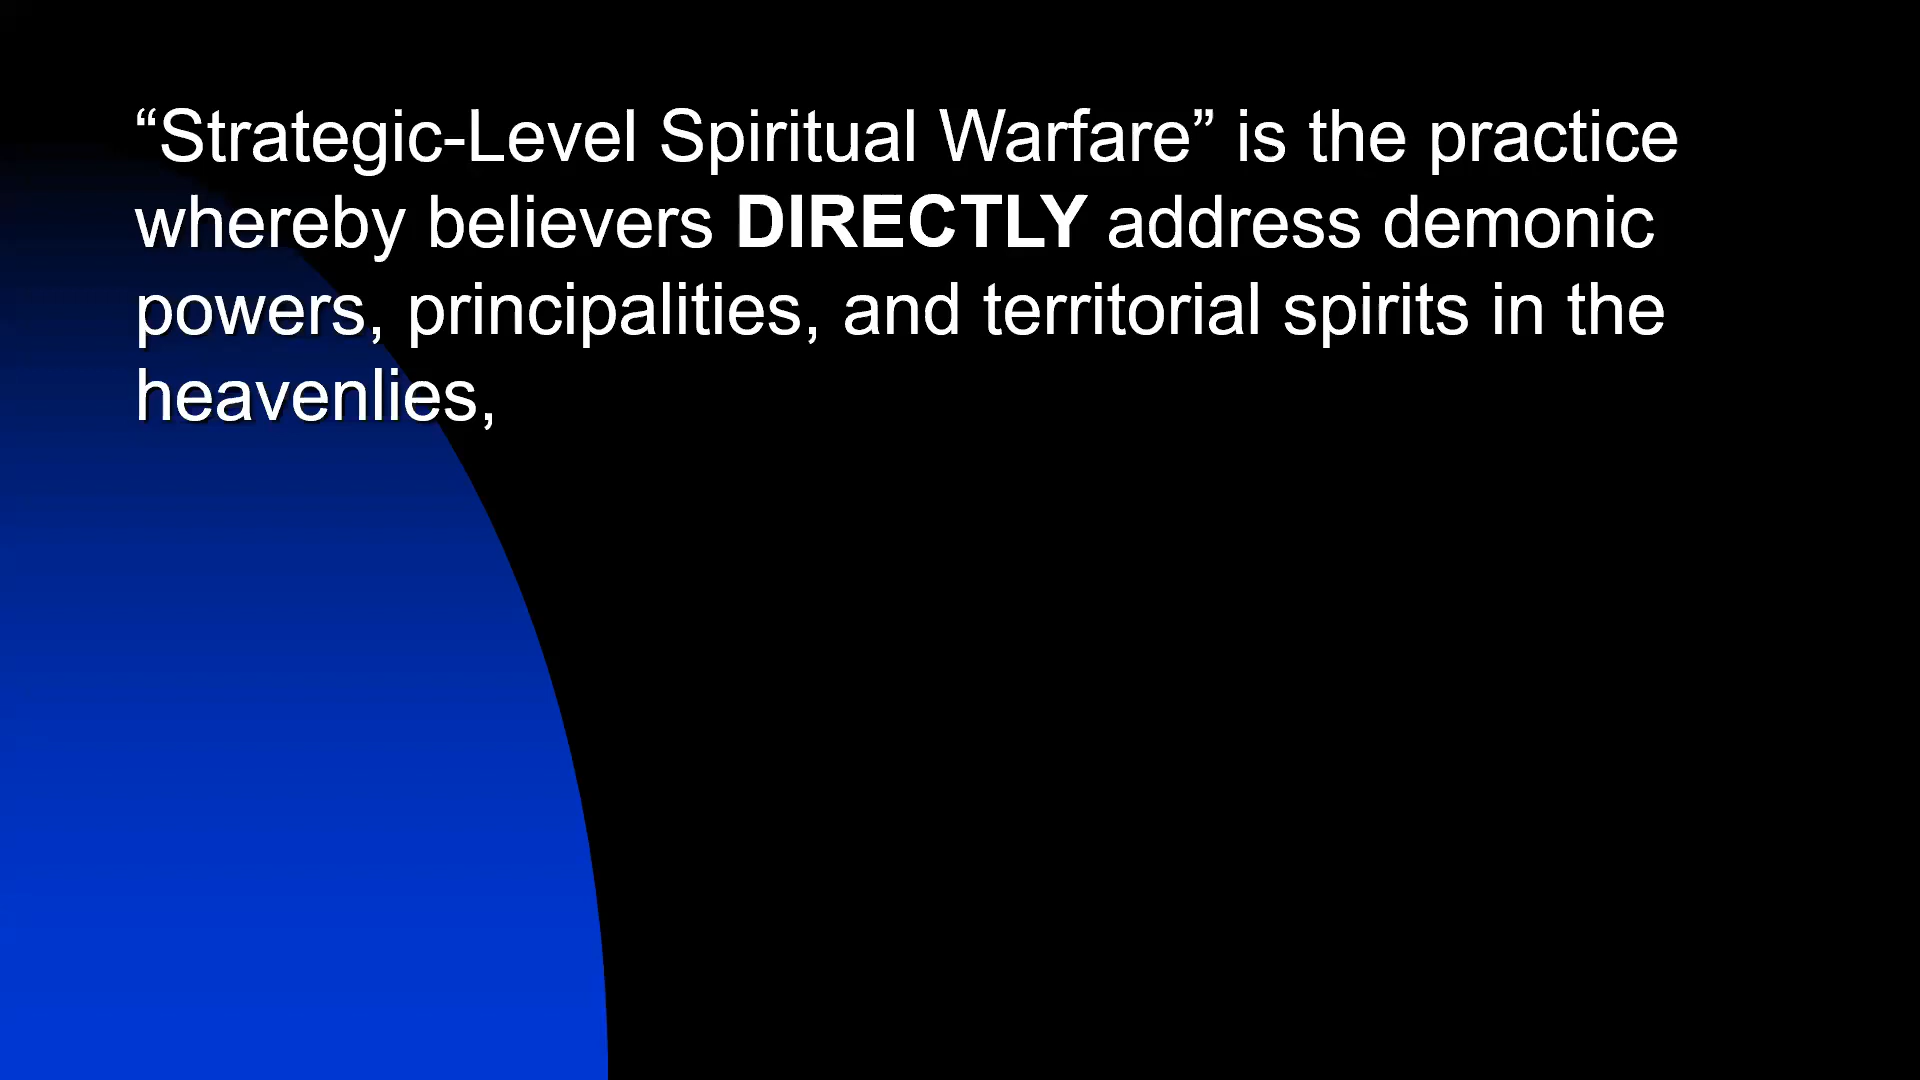 “Strategic-Level Spiritual Warfare” is the practice
whereby believers DIRECTLY address demonic
powers, principalities, and territorial spirits in the
heavenlies,